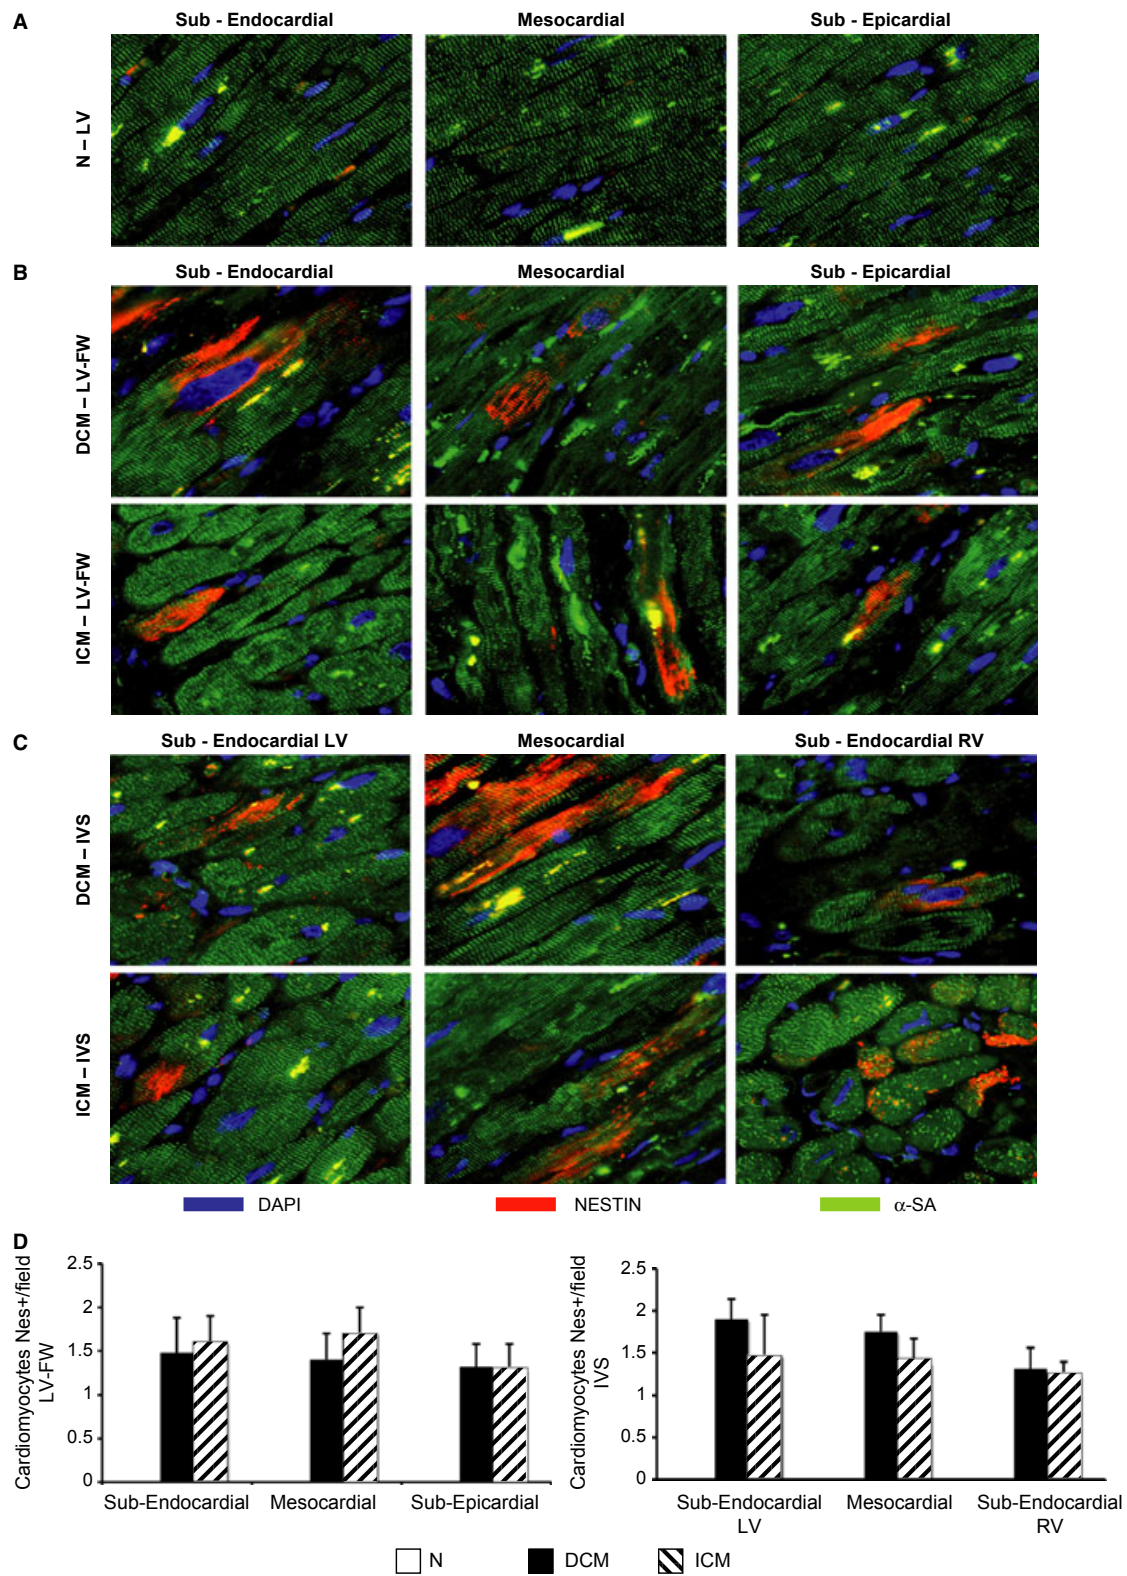 A
Sub - Endocardial Mesocardial Sub - Epicardial
N – LV
B
Sub - Endocardial Mesocardial Sub - Epicardial
DCM – LV-FW
ICM – LV-FW
C
Sub - Endocardial LV Mesocardial Sub - Endocardial RV
DCM – IVS
ICM – IVS
DAPI NESTIN α-SA
D
Cardiomyocytes Nes+/field
LV-FW
2.5
2
1.5
1
0.5
0
Sub-Endocardial Mesocardial Sub-Epicardial
Cardiomyocytes Nes+/field
IVS
2.5
2
1.5
1
0.5
0
Sub-Endocardial Mesocardial Sub-Endocardial
LV RV
N DCM ICM